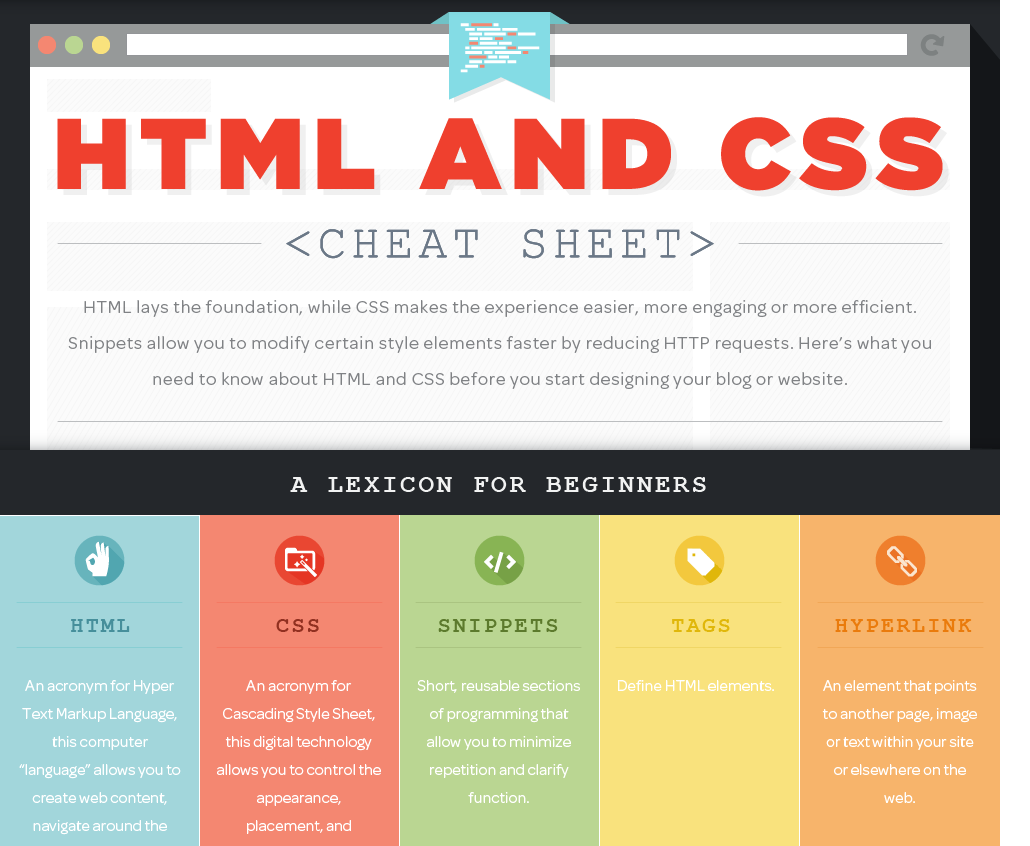 HTML AND CSS
<CHEAT SHEET>
HTML lays the foundation, while CSS makes the experience easier, more engaging or more efficient.
Snippets allow you to modify certain style elements faster by reducing HTTP requests. Here's what you
need to know about HTML and CSS before you start designing your blog or website.
A LEXICON FOR BEGINNERS
HTML
An acronym for Hyper
Text Markup Language,
this computer
"language" allows you to
create web content,
navigate around the
CSS
An acronym for
Cascading Style Sheet,
this digital technology
allows you to control the
appearance,
placement, and
SNIPPETS
Short, reusable sections
of programming that
allow you to minimize
repetition and clarify
function.
TAGS
Define HTML elements.
HYPERLINK
An element that points
to another page, image
or text within your site
or elsewhere on the
web.